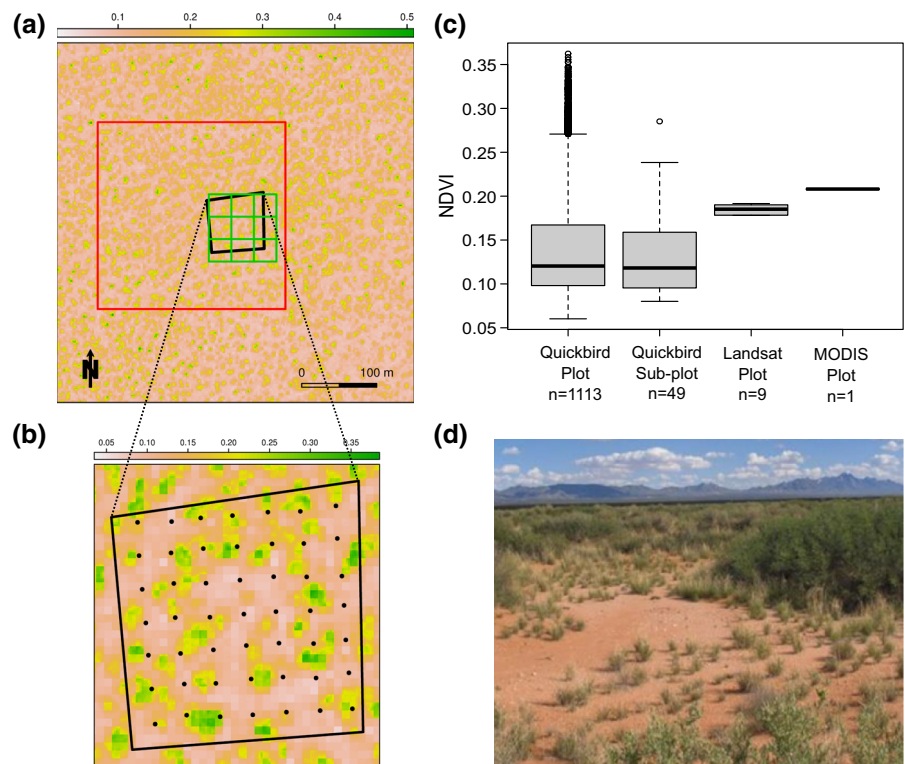 (a)
0.1 0.2 0.3 0.5
N
0 100 m
(b)
0.05 0.10 0.15 0.20 0.25 0.30 0.35
(c)
NDVI
0.35
0.30
0.25
0.20
0.15
0.10
0.05
Quickbird Plot n=1113
Quickbird Sub-plot n=49
Landsat Plot n=9
MODIS Plot n=1
(d)